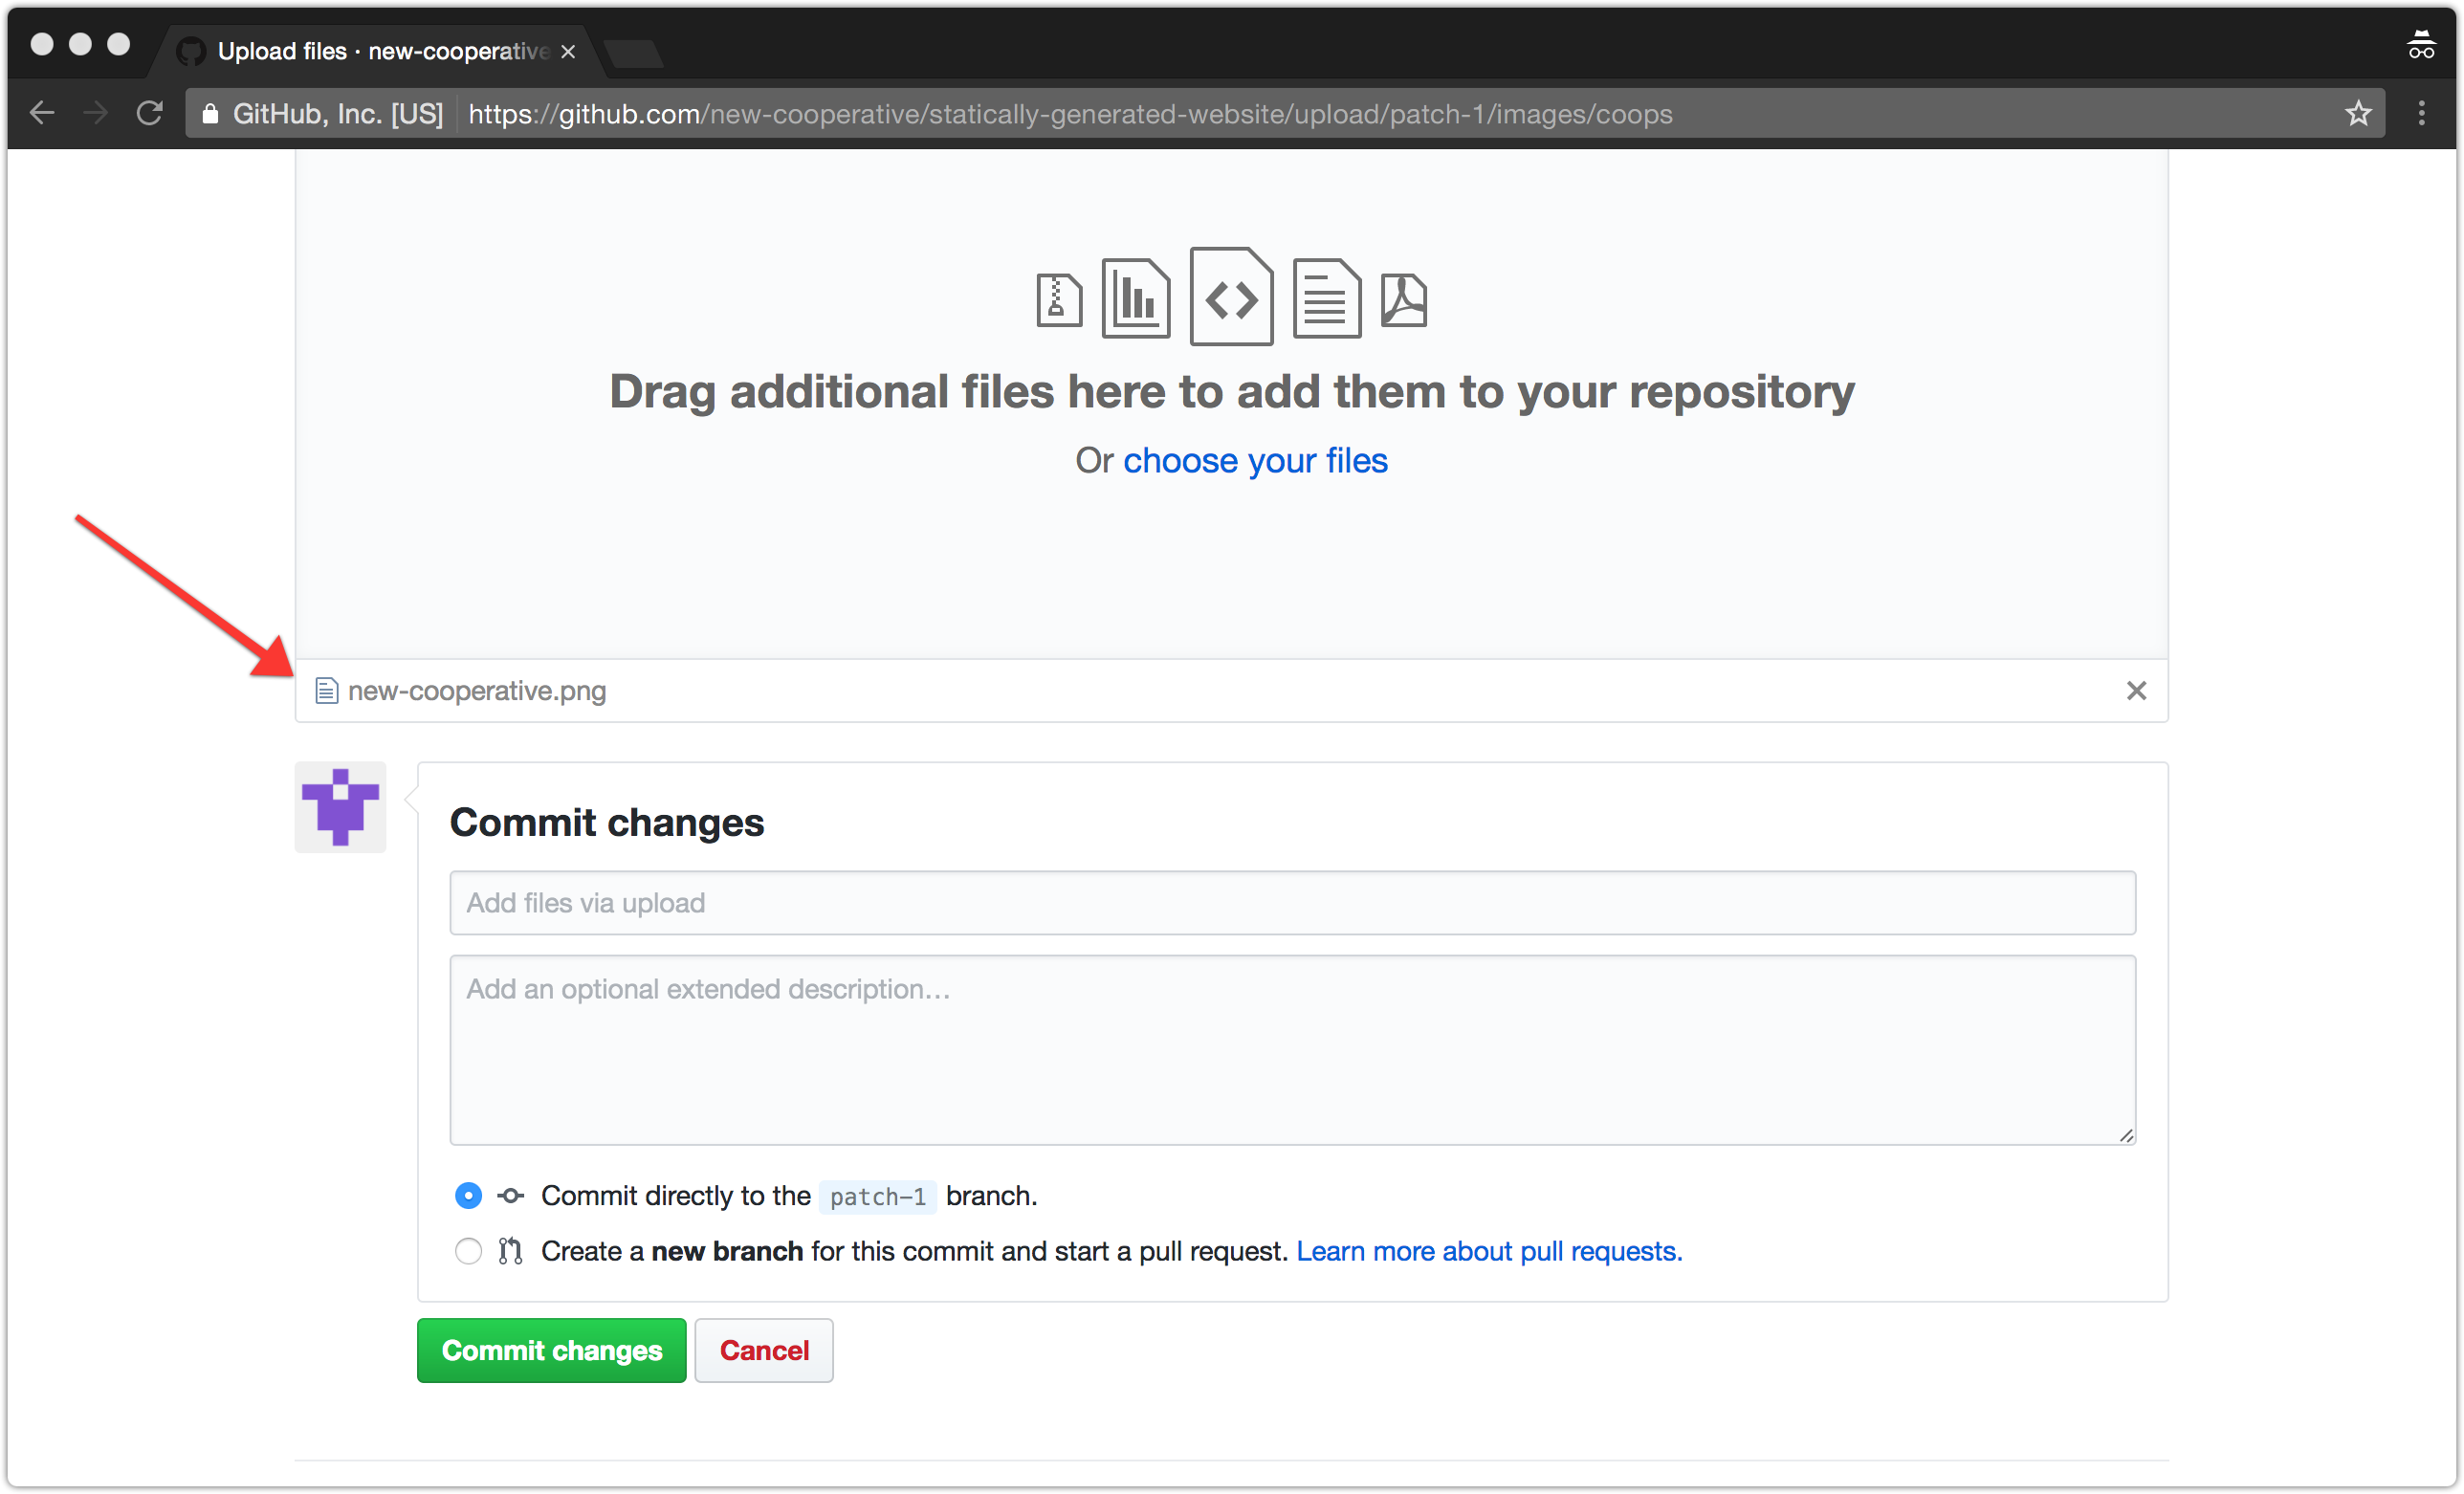 Upload files · new-cooperative
GitHub, Inc. [US] https://github.com/new-cooperative/statically-generated-website/upload/patch-1/images/coops
Drag additional files here to add them to your repository
Or choose your files
new-cooperative.png
Commit changes
Add files via upload
Add an optional extended description…
Commit directly to the patch-1 branch.
Create a new branch for this commit and start a pull request. Learn more about pull requests.
Commit changes Cancel